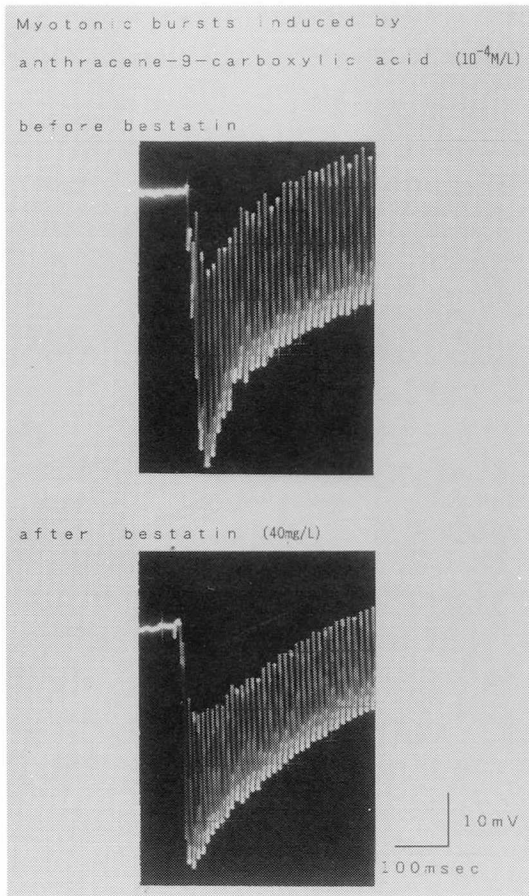 Myotonic bursts induced by
anthracene-9-carboxylic acid (10⁻⁴M/L)
before bestatin
after bestatin (40mg/L)
10mV
100msec